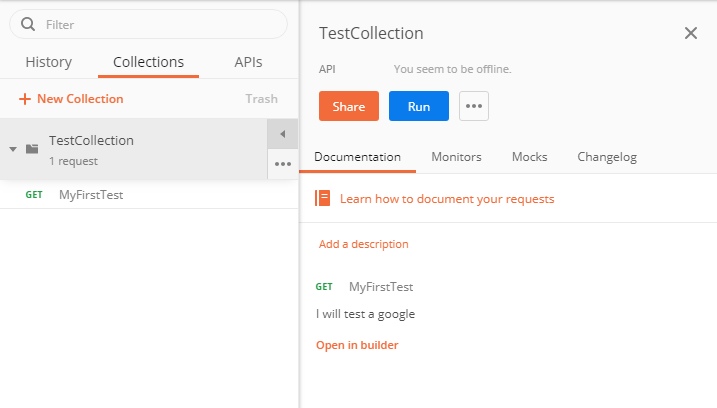 Filter
History Collections APIs
+ New Collection Trash
TestCollection
1 request
GET MyFirstTest
TestCollection
API You seem to be offline.
Share Run
Documentation Monitors Mocks Changelog
Learn how to document your requests
Add a description
GET MyFirstTest
I will test a google
Open in builder